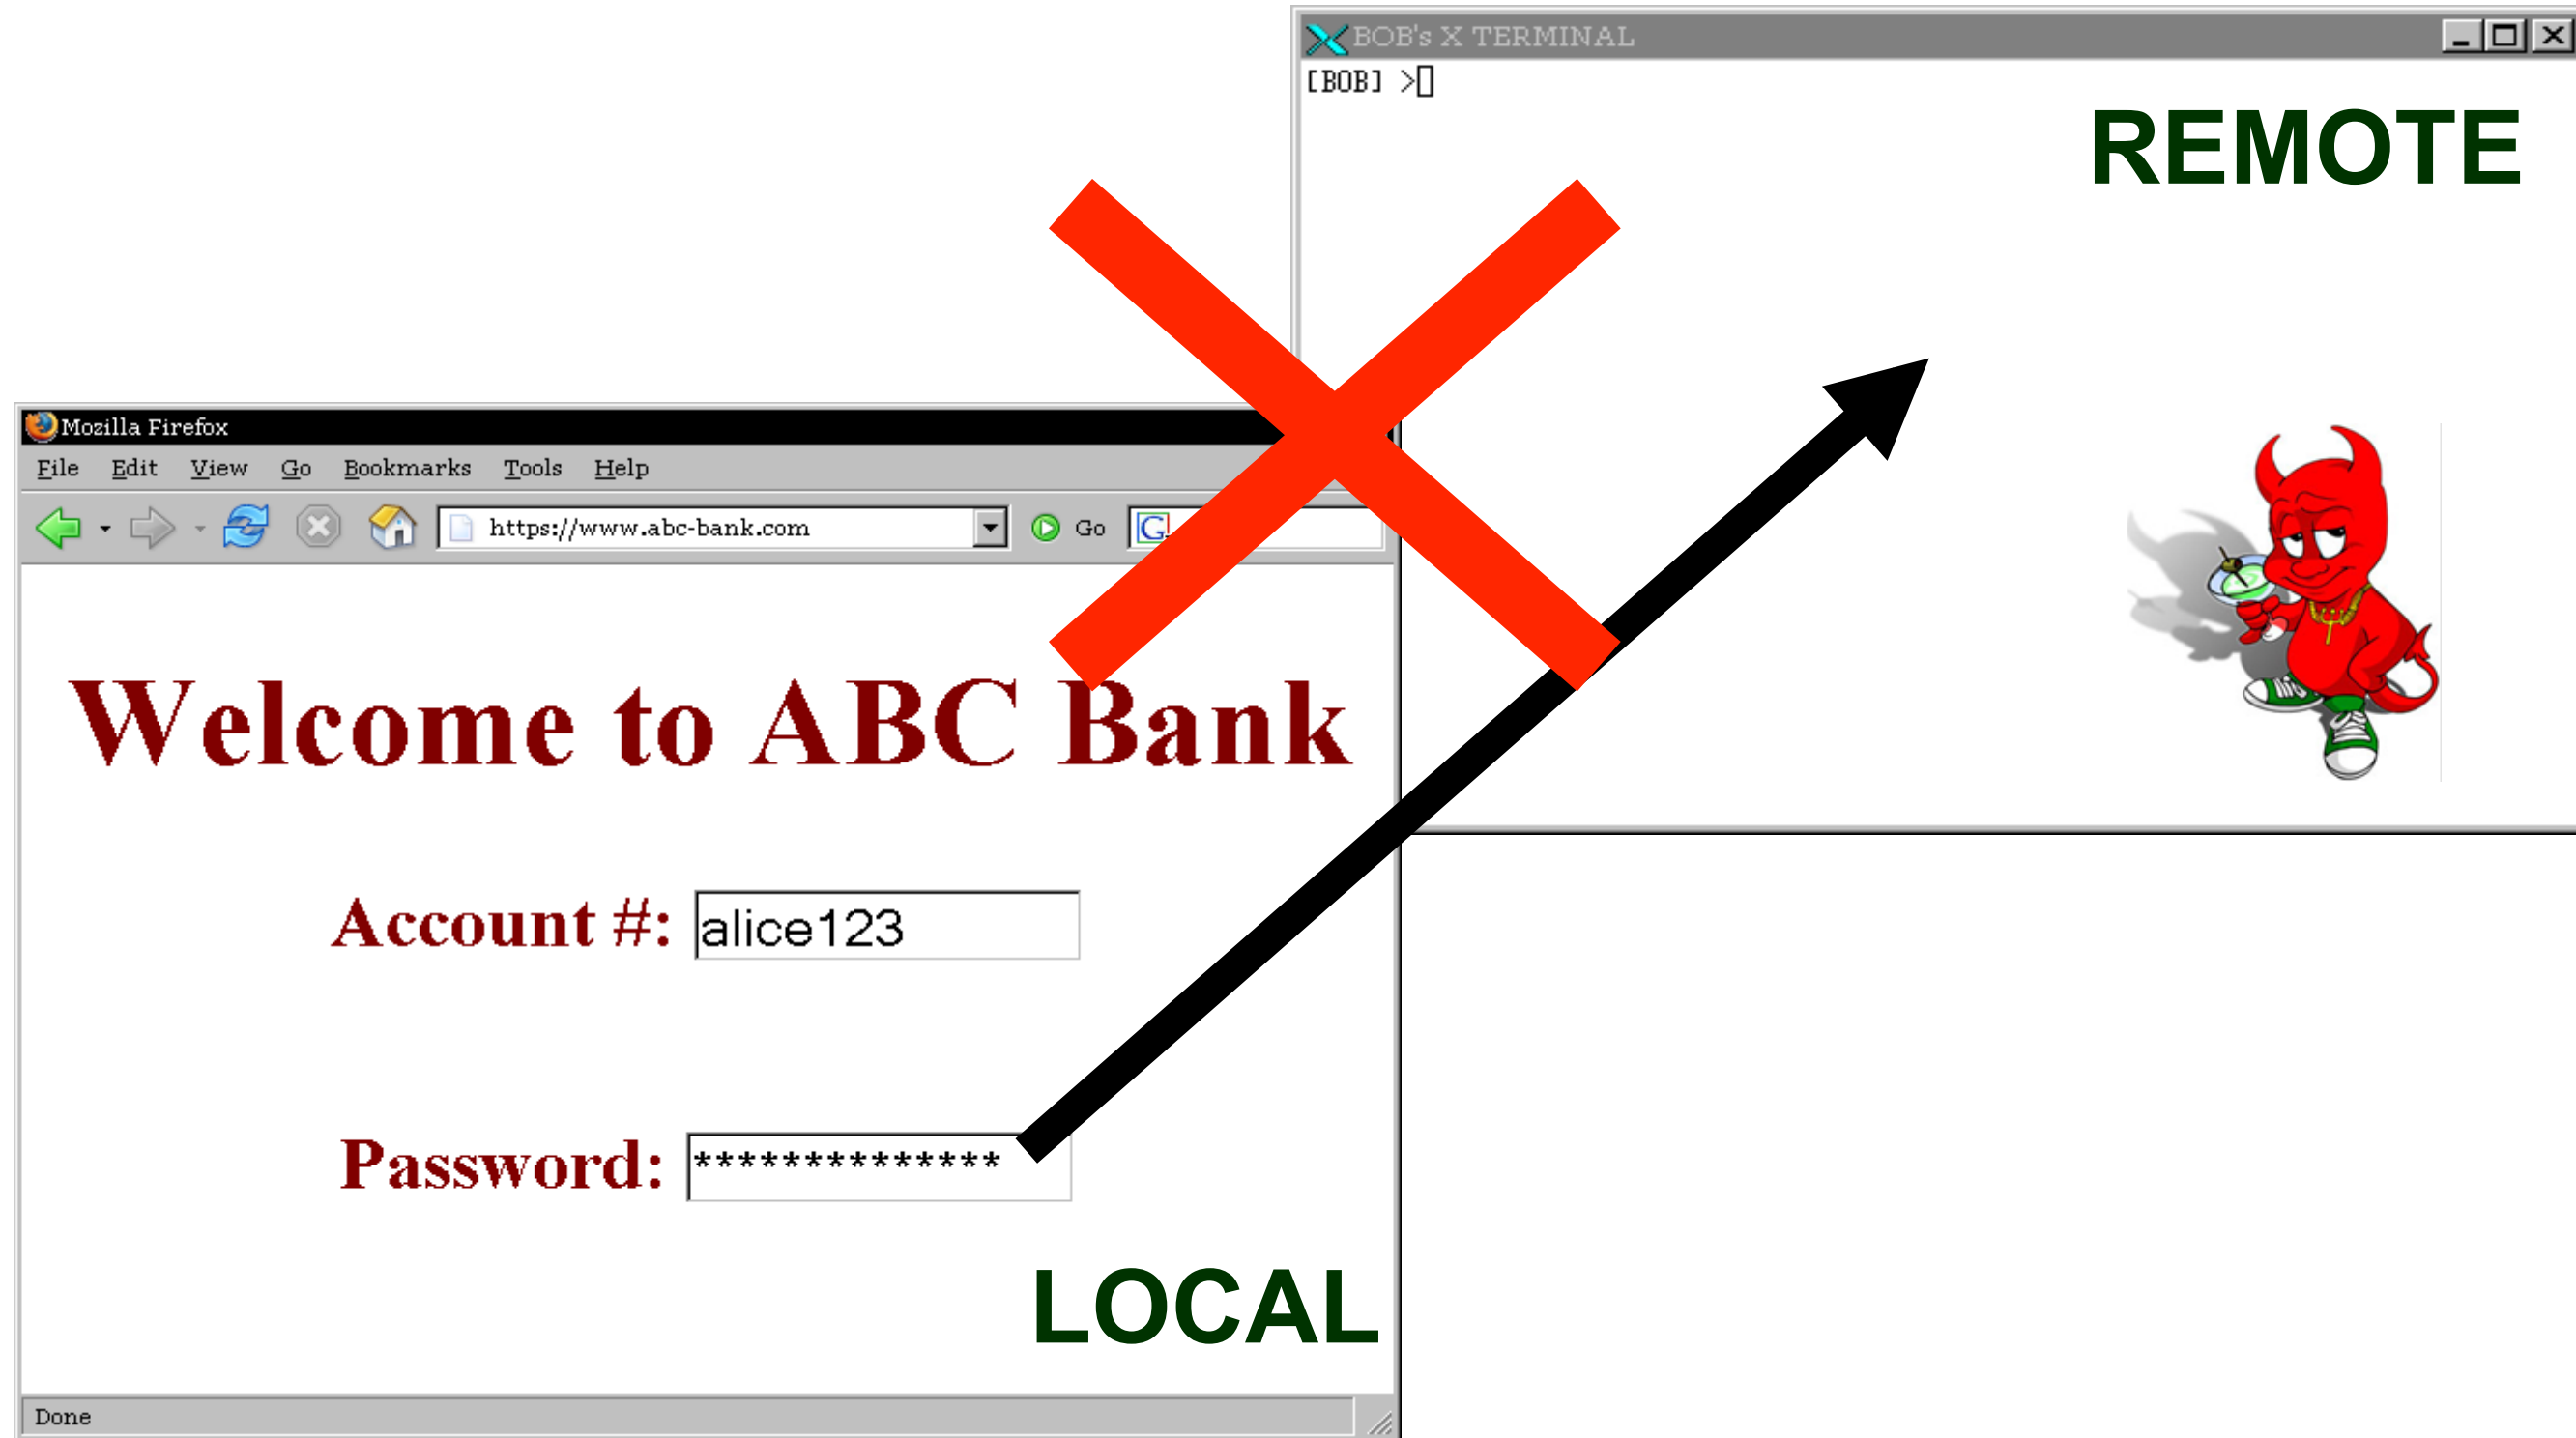 BOB's X TERMINAL
[BOB] >
REMOTE
Mozilla Firefox
File Edit View Go Bookmarks Tools Help
https://www.abc-bank.com Go G
Welcome to ABC Bank
Account #: alice123
Password: **************
LOCAL
Done